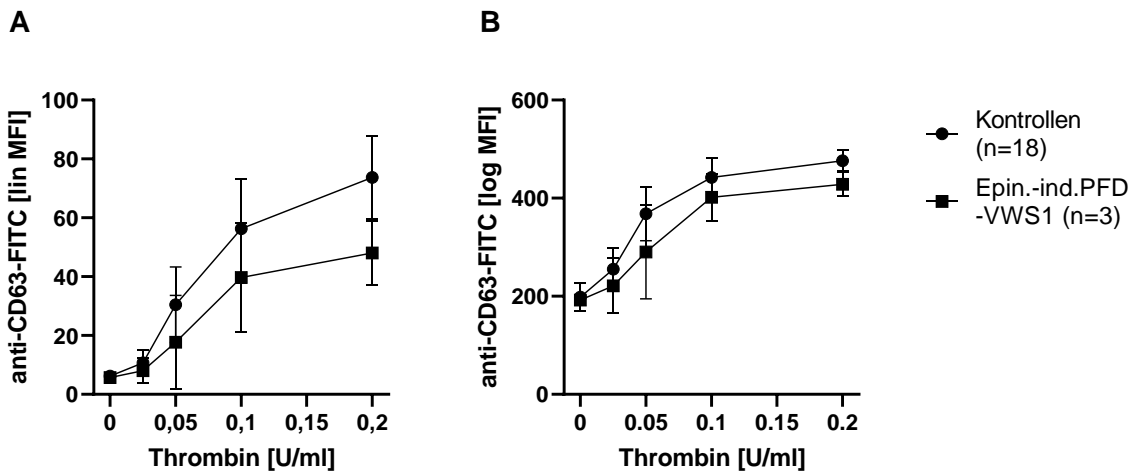 A
anti-CD63-FITC [lin MFI]
100
80
60
40
20
0
0 0,05 0,1 0,15 0,2
Thrombin [U/ml]
B
anti-CD63-FITC [log MFI]
600
400
200
0
0 0.05 0.1 0.15 0.2
Thrombin [U/ml]
Kontrollen
(n=18)
Epin.-ind.PFD
-VWS1 (n=3)